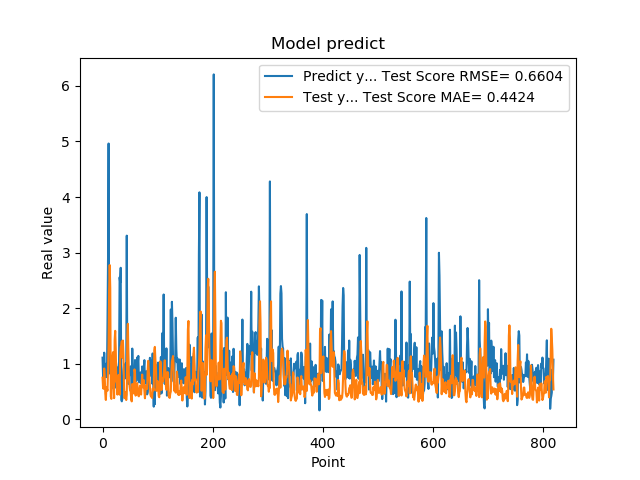 Model predict
Predict y... Test Score RMSE= 0.6604
Test y... Test Score MAE= 0.4424
Real value
6
5
4
3
2
1
0
0 200 400 600 800
Point